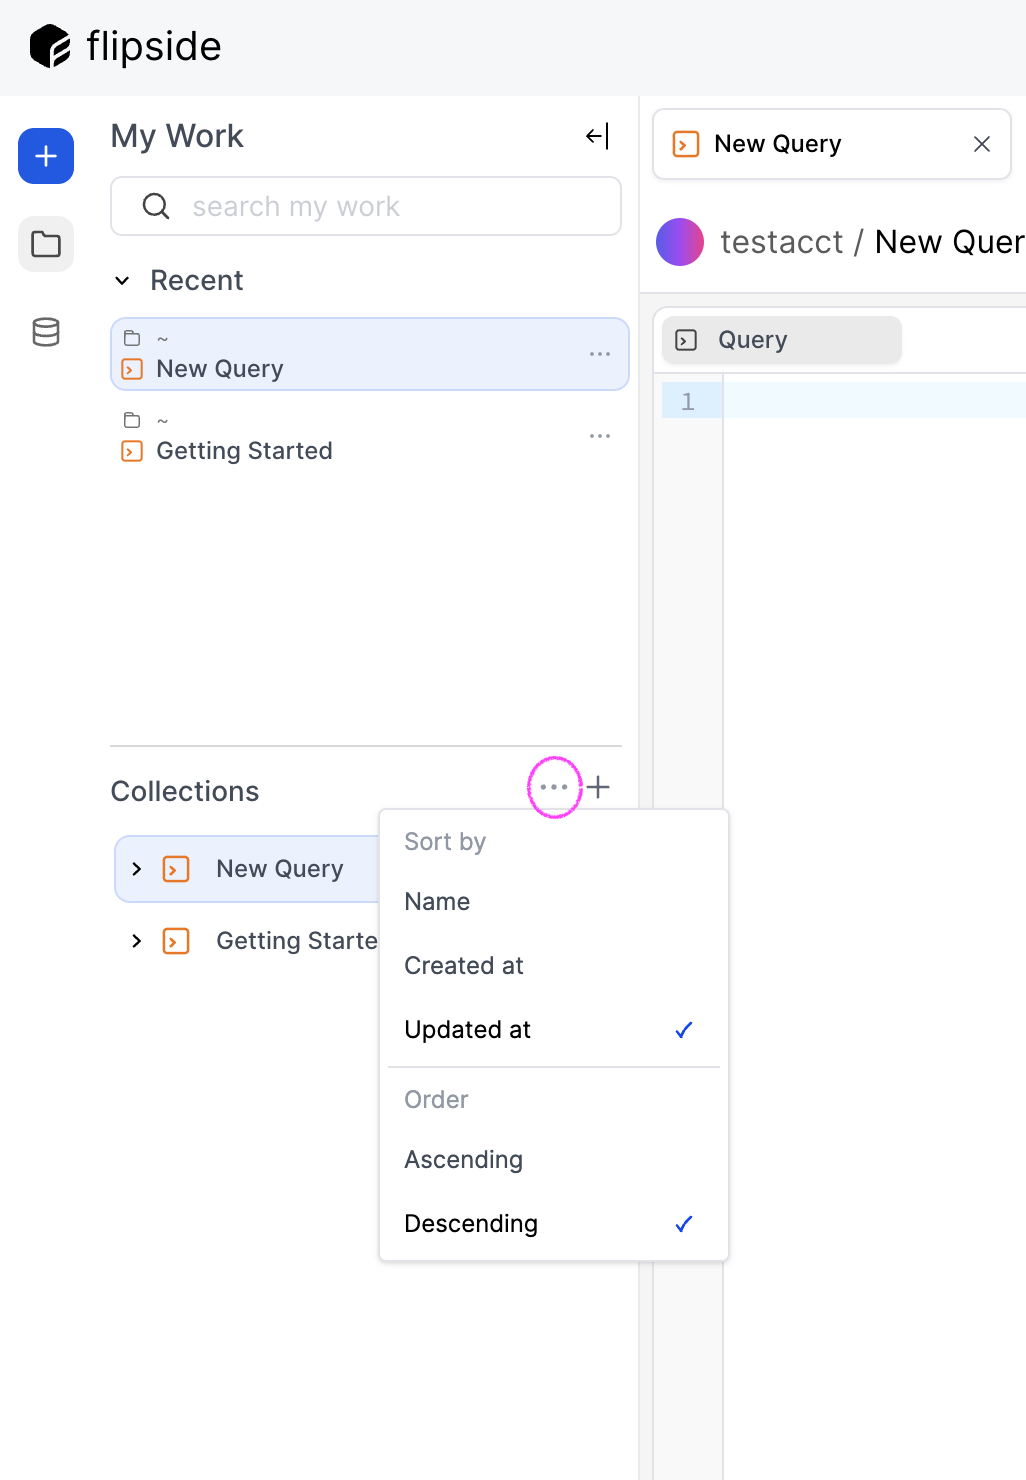 flipside
My Work
search my work
Recent
~
New Query
~
Getting Started
Collections
New Query
Getting Starte
Sort by
Name
Created at
Updated at
Order
Ascending
Descending
New Query
testacct / New Quer
Query
1